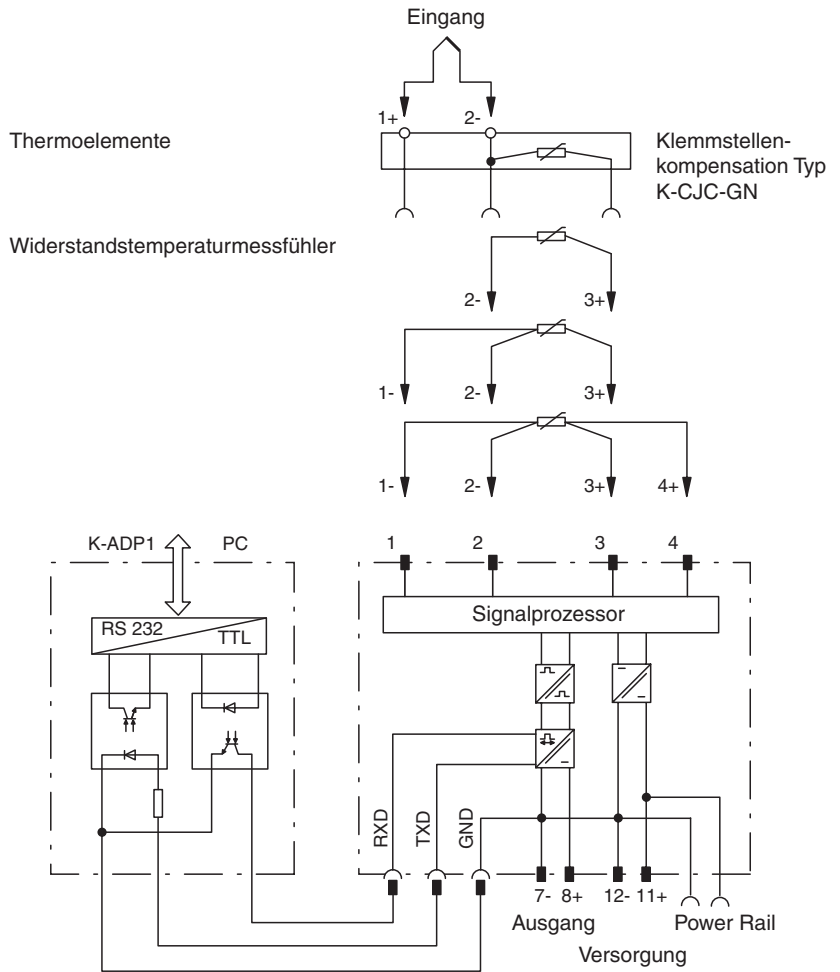 Eingang
1+ 2-
Thermoelemente
Klemmstellen-
kompensation Typ
K-CJC-GN
Widerstandstemperaturmessfühler
2- 3+
1- 2- 3+
1- 2- 3+ 4+
K-ADP1 PC
1 2 3 4
RS 232
TTL
Signalprozessor
RXD
TXD
GND
7- 8+ 12- 11+
Ausgang
Power Rail
Versorgung